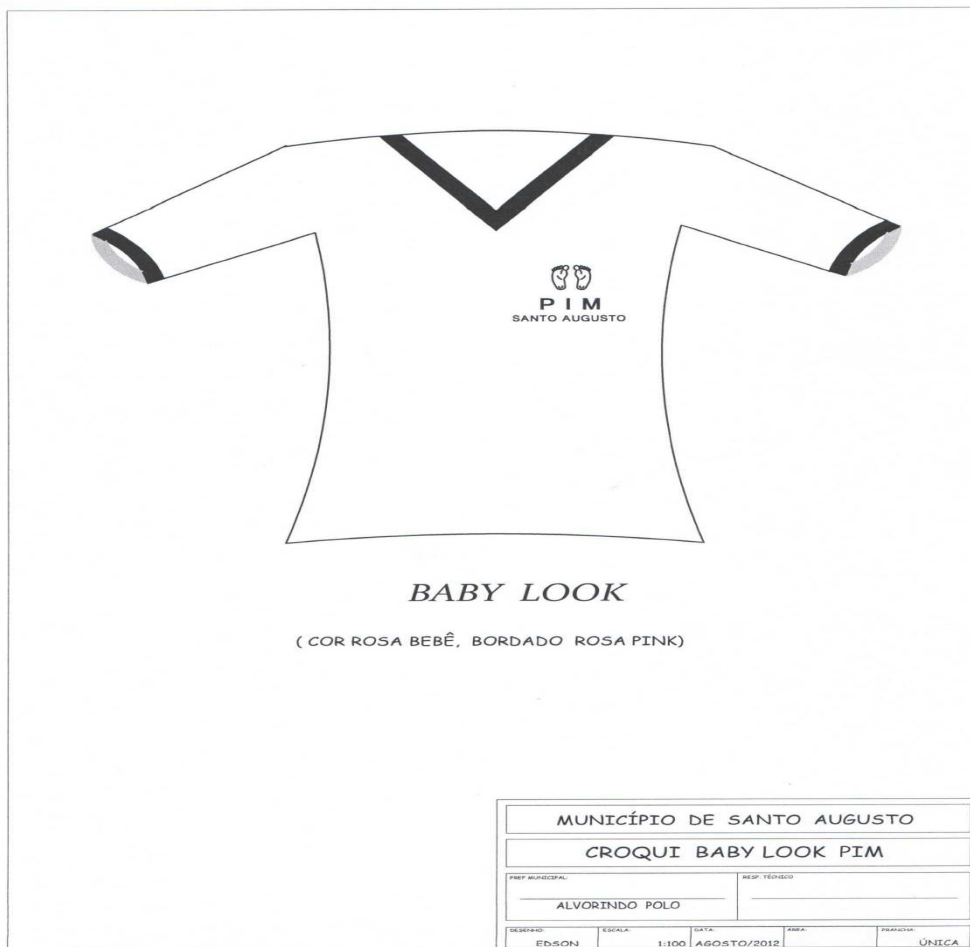 P I M
SANTO AUGUSTO
BABY LOOK
( COR ROSA BEBÊ, BORDADO ROSA PINK)
MUNICÍPIO DE SANTO AUGUSTO
CROQUI BABY LOOK PIM
PREF MUNICIPAL: RESP. TÉCNICO
ALVORINDO POLO
DESENHO: ESCALA: DATA: ÁREA: PRANCHA:
EDSON 1:100 AGOSTO/2012 ÚNICA